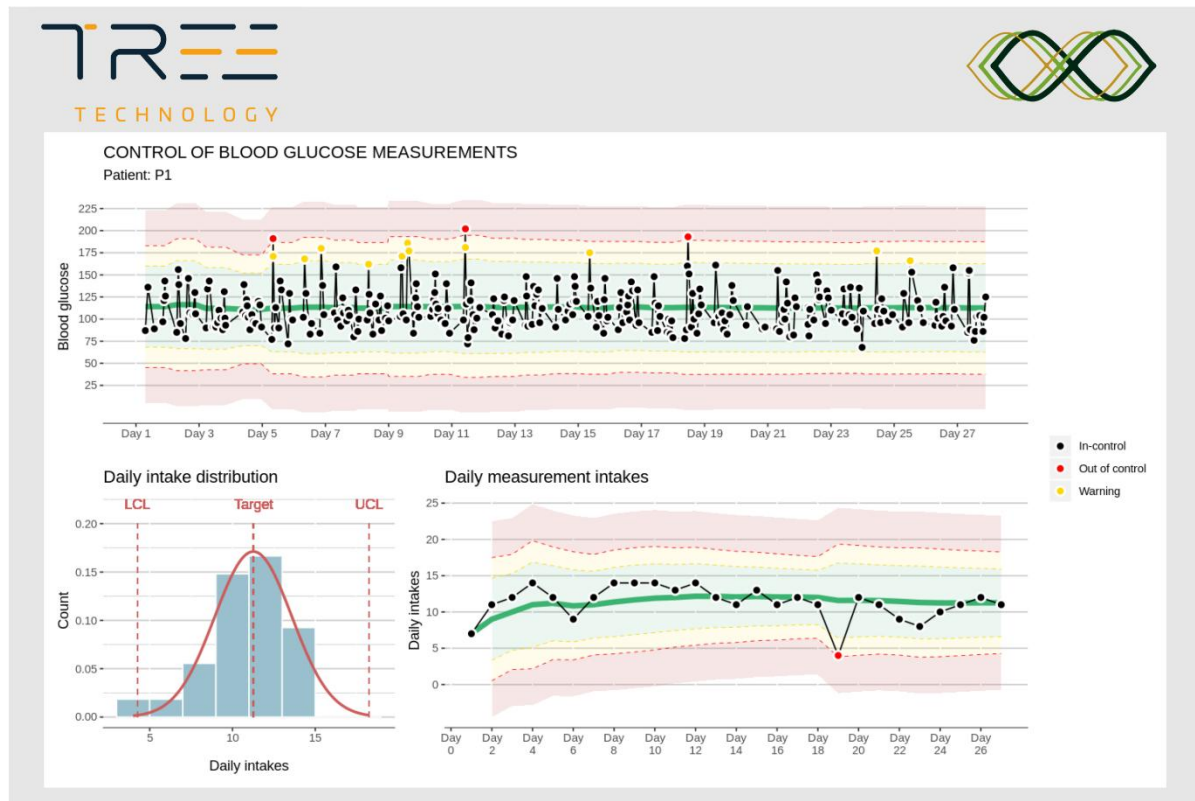 TREE
TECHNOLOGY
CONTROL OF BLOOD GLUCOSE MEASUREMENTS
Patient: P1
Blood glucose
225
200
175
150
125
100
75
50
25
Day 1 Day 3 Day 5 Day 7 Day 9 Day 11 Day 13 Day 15 Day 17 Day 19 Day 21 Day 23 Day 25 Day 27
In-control
Out of control
Warning
Daily intake distribution
LCL Target UCL
Count
0.20
0.15
0.10
0.05
0.00
5 10 15
Daily intakes
Daily measurement intakes
Daily intakes
25
20
15
10
5
0
Day Day Day Day Day Day Day Day Day Day Day Day Day Day
0 2 4 6 8 10 12 14 16 18 20 22 24 26